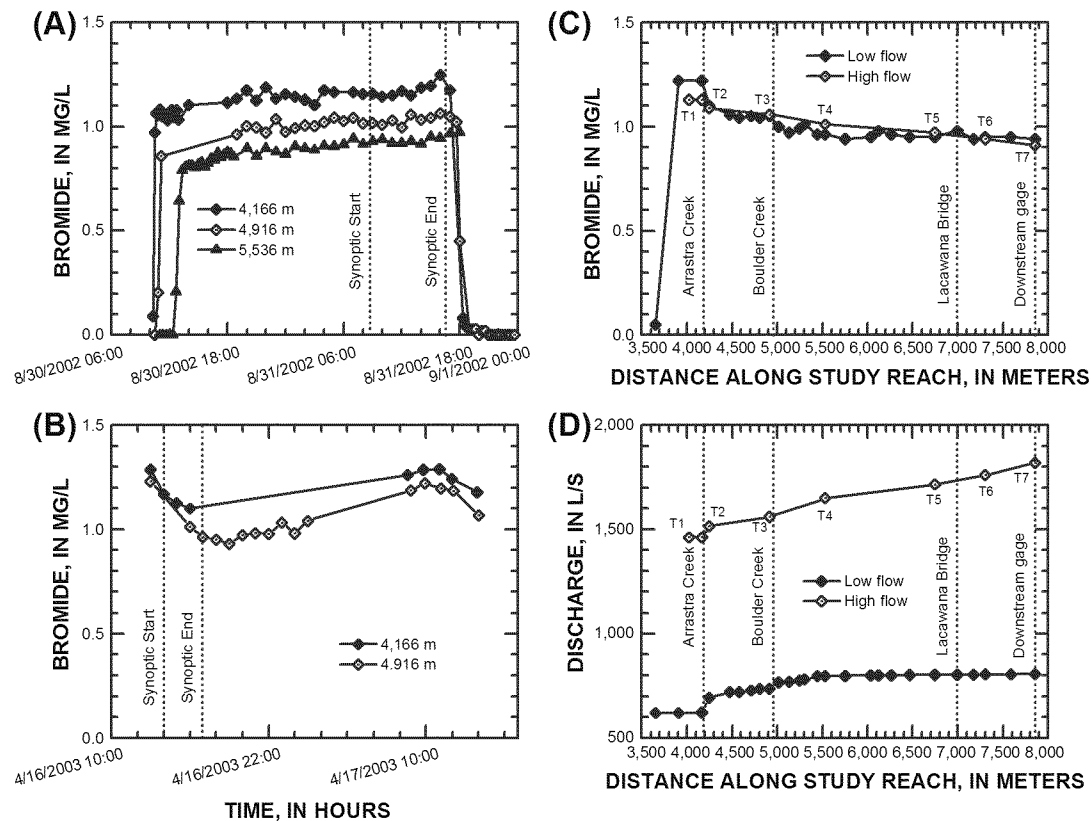 (A)
1.5
1.0
0.5
0.0
BROMIDE, IN MG/L
4,166 m
4,916 m
5,536 m
Synoptic Start
Synoptic End
8/30/2002 06:00
8/30/2002 18:00
8/31/2002 06:00
8/31/2002 18:00
9/1/2002 00:00
(C)
1.5
1.0
0.5
0.0
BROMIDE, IN MG/L
Low flow
High flow
T1
T2
T3
T4
T5
T6
T7
Arrastra Creek
Boulder Creek
Lacawana Bridge
Downstream gage
3,500 4,000 4,500 5,000 5,500 6,000 6,500 7,000 7,500 8,000
DISTANCE ALONG STUDY REACH, IN METERS
(B)
1.5
1.0
0.5
0.0
BROMIDE, IN MG/L
Synoptic Start
Synoptic End
4,166 m
4.916 m
4/16/2003 10:00
4/16/2003 22:00
4/17/2003 10:00
TIME, IN HOURS
(D)
2,000
1,500
1,000
500
DISCHARGE, IN L/S
T1
T2
T3
T4
T5
T6
T7
Arrastra Creek
Boulder Creek
Lacawana Bridge
Downstream gage
Low flow
High flow
3,500 4,000 4,500 5,000 5,500 6,000 6,500 7,000 7,500 8,000
DISTANCE ALONG STUDY REACH, IN METERS